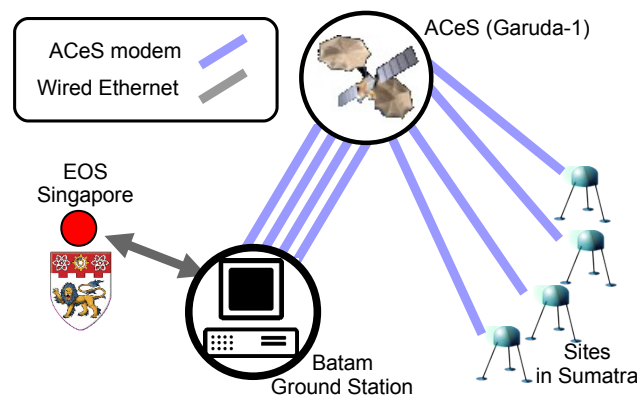 ACeS modem
Wired Ethernet
ACeS (Garuda-1)
EOS
Singapore
Batam
Ground Station
Sites
in Sumatra